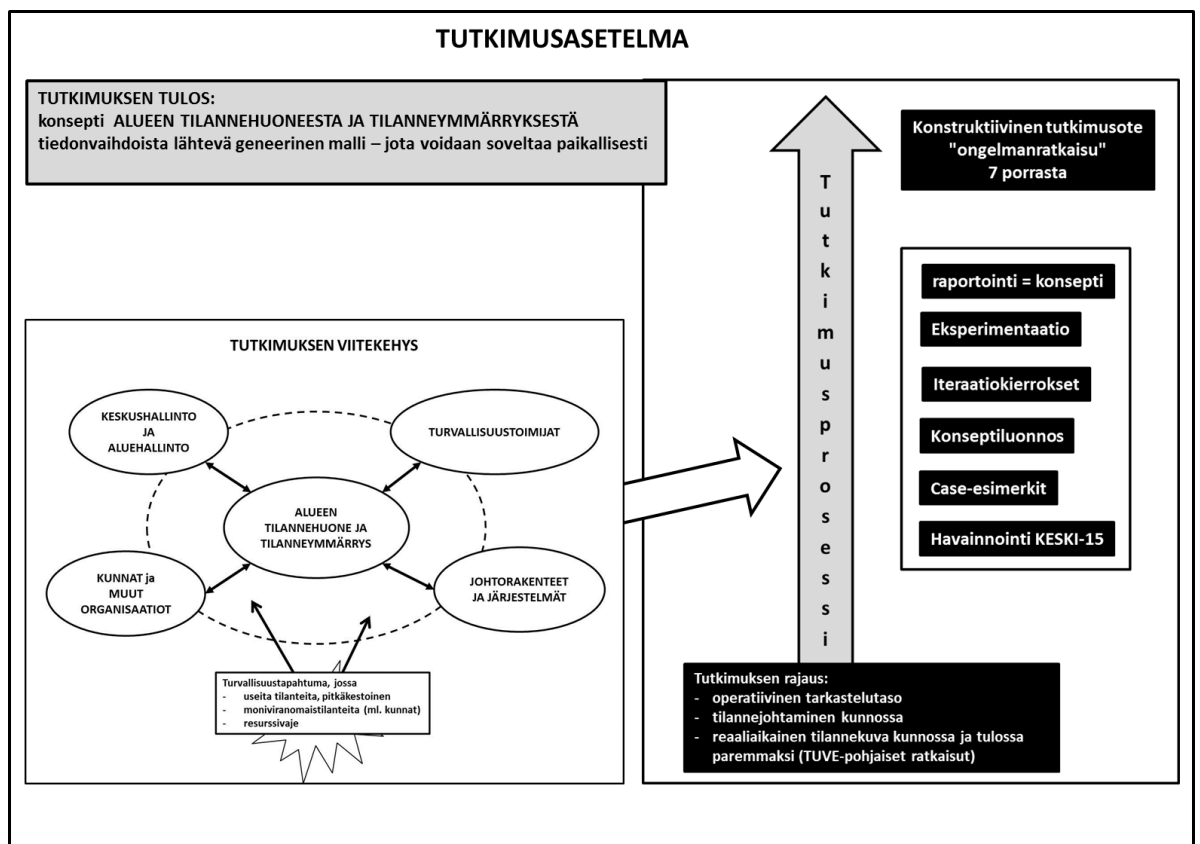 TUTKIMUSASETELMA
TUTKIMUKSEN TULOS:
konsepti ALUEEN TILANNEHUONEESTA JA TILANNEYMMÄRRYKSESTÄ
tiedonvaihdoista lähtevä geneerinen malli – jota voidaan soveltaa paikallisesti
TUTKIMUKSEN VIITEKEHYS
KESKUSHALLINTO
JA
ALUEHALLINTO
TURVALLISUUSTOIMIJAT
ALUEEN
TILANNEHUONE JA
TILANNEYMMÄRRYS
KUNNAT ja
MUUT
ORGANISAATIOT
JOHTORAKENTEET
JA JÄRJESTELMÄT
Turvallisuustapahtuma, jossa
- useita tilanteita, pitkäkestoinen
- moniviranomaistilanteita (ml. kunnat)
- resurssivaje
Tutkimusprosessi
Konstruktiivinen tutkimusote
"ongelmanratkaisu"
7 porrasta
raportointi = konsepti
Eksperimentaatio
Iteraatiokierrokset
Konseptiluonnos
Case-esimerkit
Havainnointi KESKI-15
Tutkimuksen rajaus:
- operatiivinen tarkastelutaso
- tilannejohtaminen kunnossa
- reaaliaikainen tilannekuva kunnossa ja tulossa
paremmaksi (TUVE-pohjaiset ratkaisut)